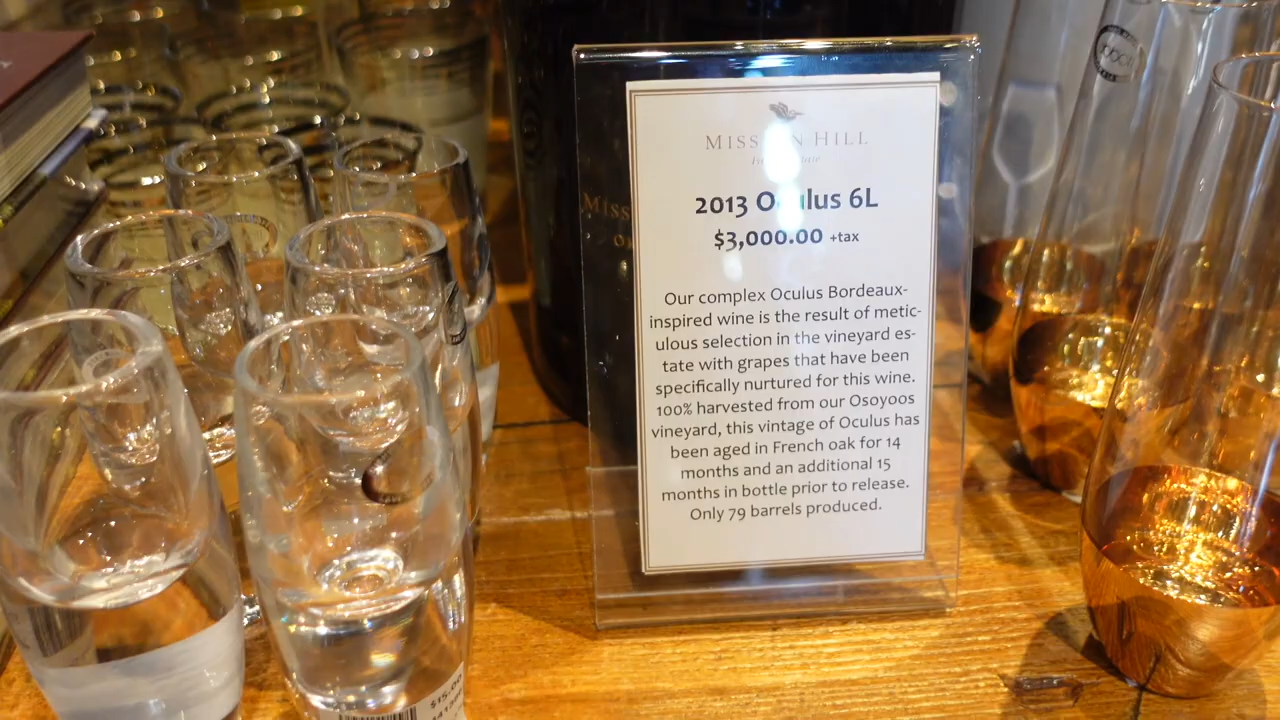 MISSION HILL
2013 Oculus 6L
$3,000.00 +tax
Our complex Oculus Bordeaux-
inspired wine is the result of metic-
ulous selection in the vineyard es-
tate with grapes that have been
specifically nurtured for this wine.
100% harvested from our Osoyoos
vineyard, this vintage of Oculus has
been aged in French oak for 14
months and an additional 15
months in bottle prior to release.
Only 79 barrels produced.
$15.00